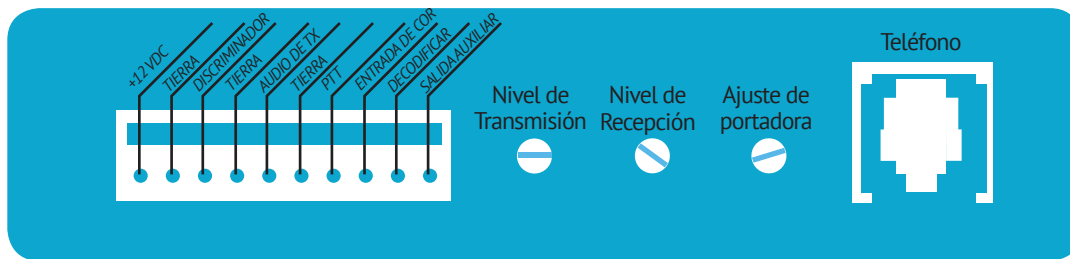 +12 VDC
TIERRA
DISCRIMINADOR
TIERRA
AUDIO DE TX
TIERRA
PTT
ENTRADA DE COR
DECODIFICAR
SALIDA AUXILIAR
Nivel de
Transmisión
Nivel de
Recepción
Ajuste de
portadora
Teléfono